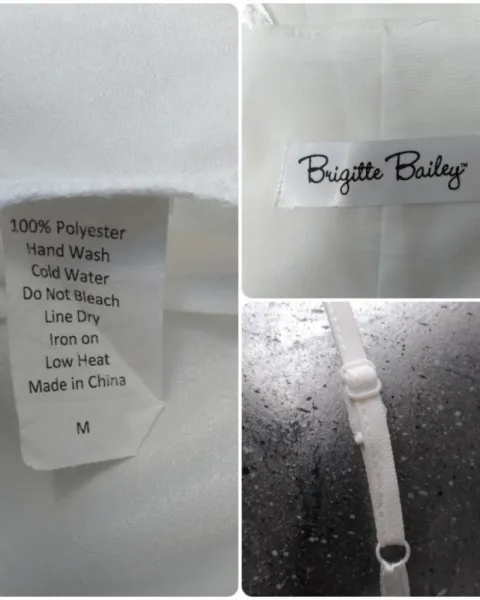 100% Polyester
Hand Wash
Cold Water
Do Not Bleach
Line Dry
Iron on
Low Heat
Made in China
M
Brigitte Bailey™